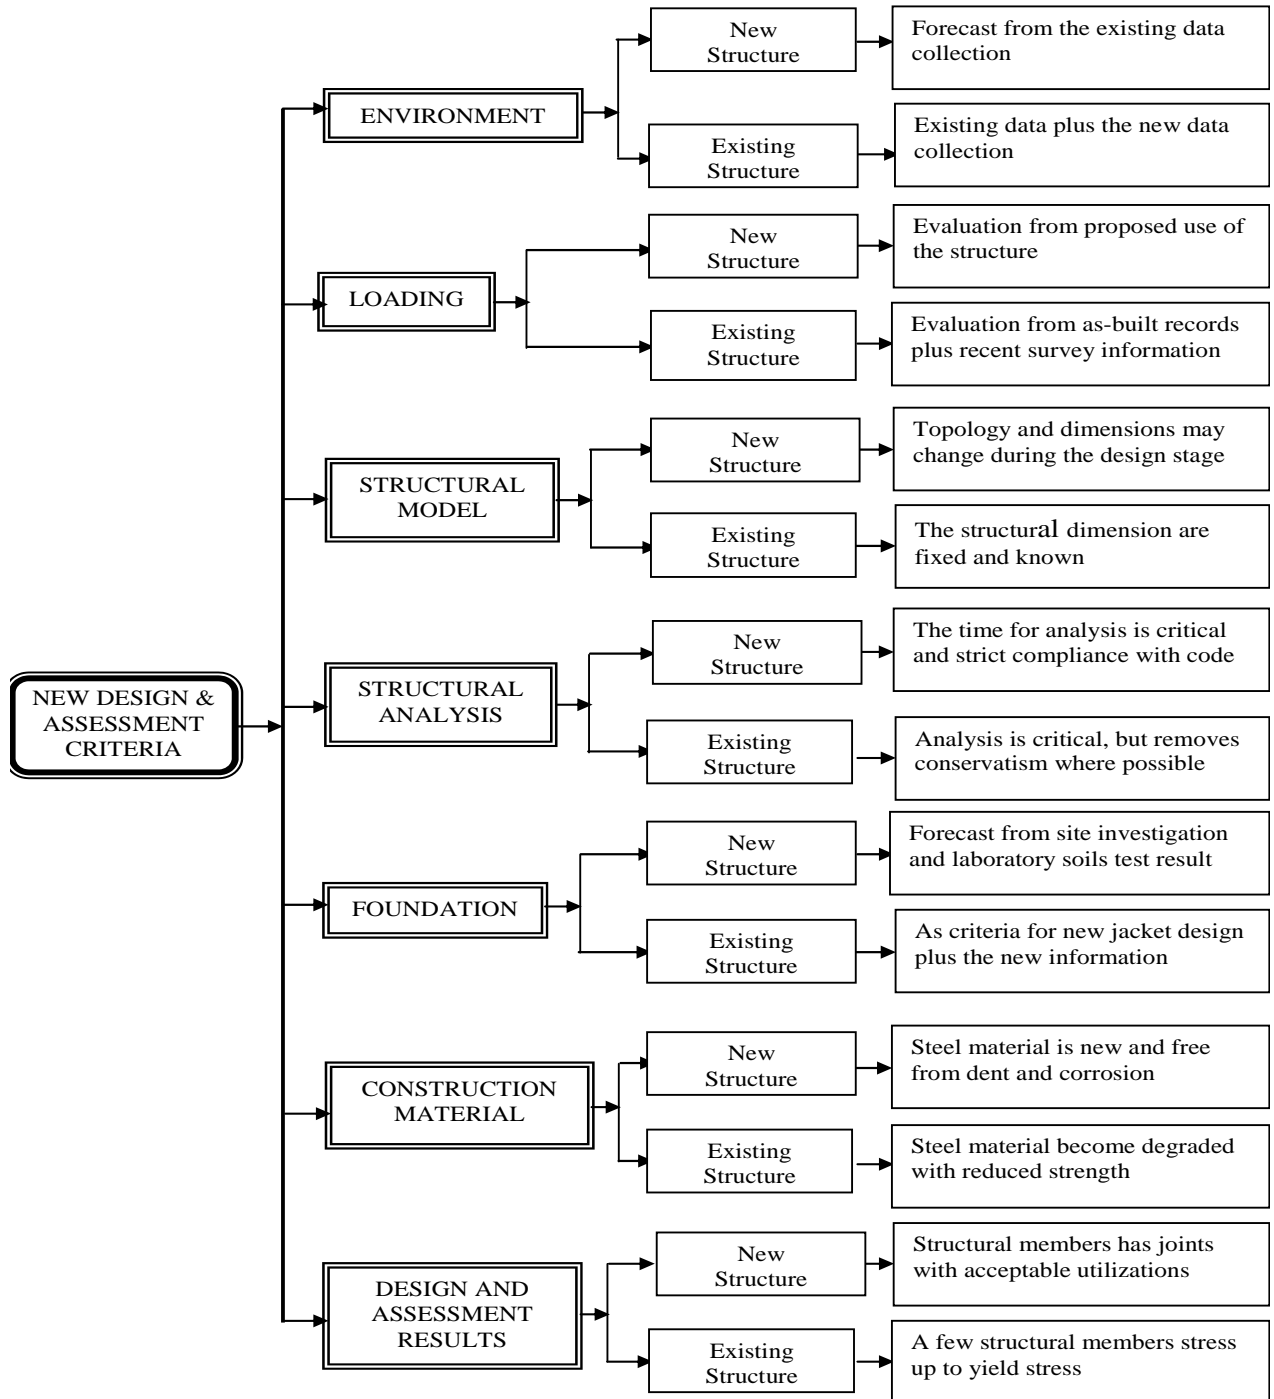 New
Structure
Forecast from the existing data
collection
ENVIRONMENT
Existing
Structure
Existing data plus the new data
collection
New
Structure
Evaluation from proposed use of
the structure
LOADING
Existing
Structure
Evaluation from as-built records
plus recent survey information
New
Structure
Topology and dimensions may
change during the design stage
STRUCTURAL
MODEL
Existing
Structure
The structural dimension are
fixed and known
NEW DESIGN &
ASSESSMENT
CRITERIA
New
Structure
The time for analysis is critical
and strict compliance with code
STRUCTURAL
ANALYSIS
Existing
Structure
Analysis is critical, but removes
conservatism where possible
New
Structure
Forecast from site investigation
and laboratory soils test result
FOUNDATION
Existing
Structure
As criteria for new jacket design
plus the new information
New
Structure
Steel material is new and free
from dent and corrosion
CONSTRUCTION
MATERIAL
Existing
Structure
Steel material become degraded
with reduced strength
New
Structure
Structural members has joints
with acceptable utilizations
DESIGN AND
ASSESSMENT
RESULTS
Existing
Structure
A few structural members stress
up to yield stress